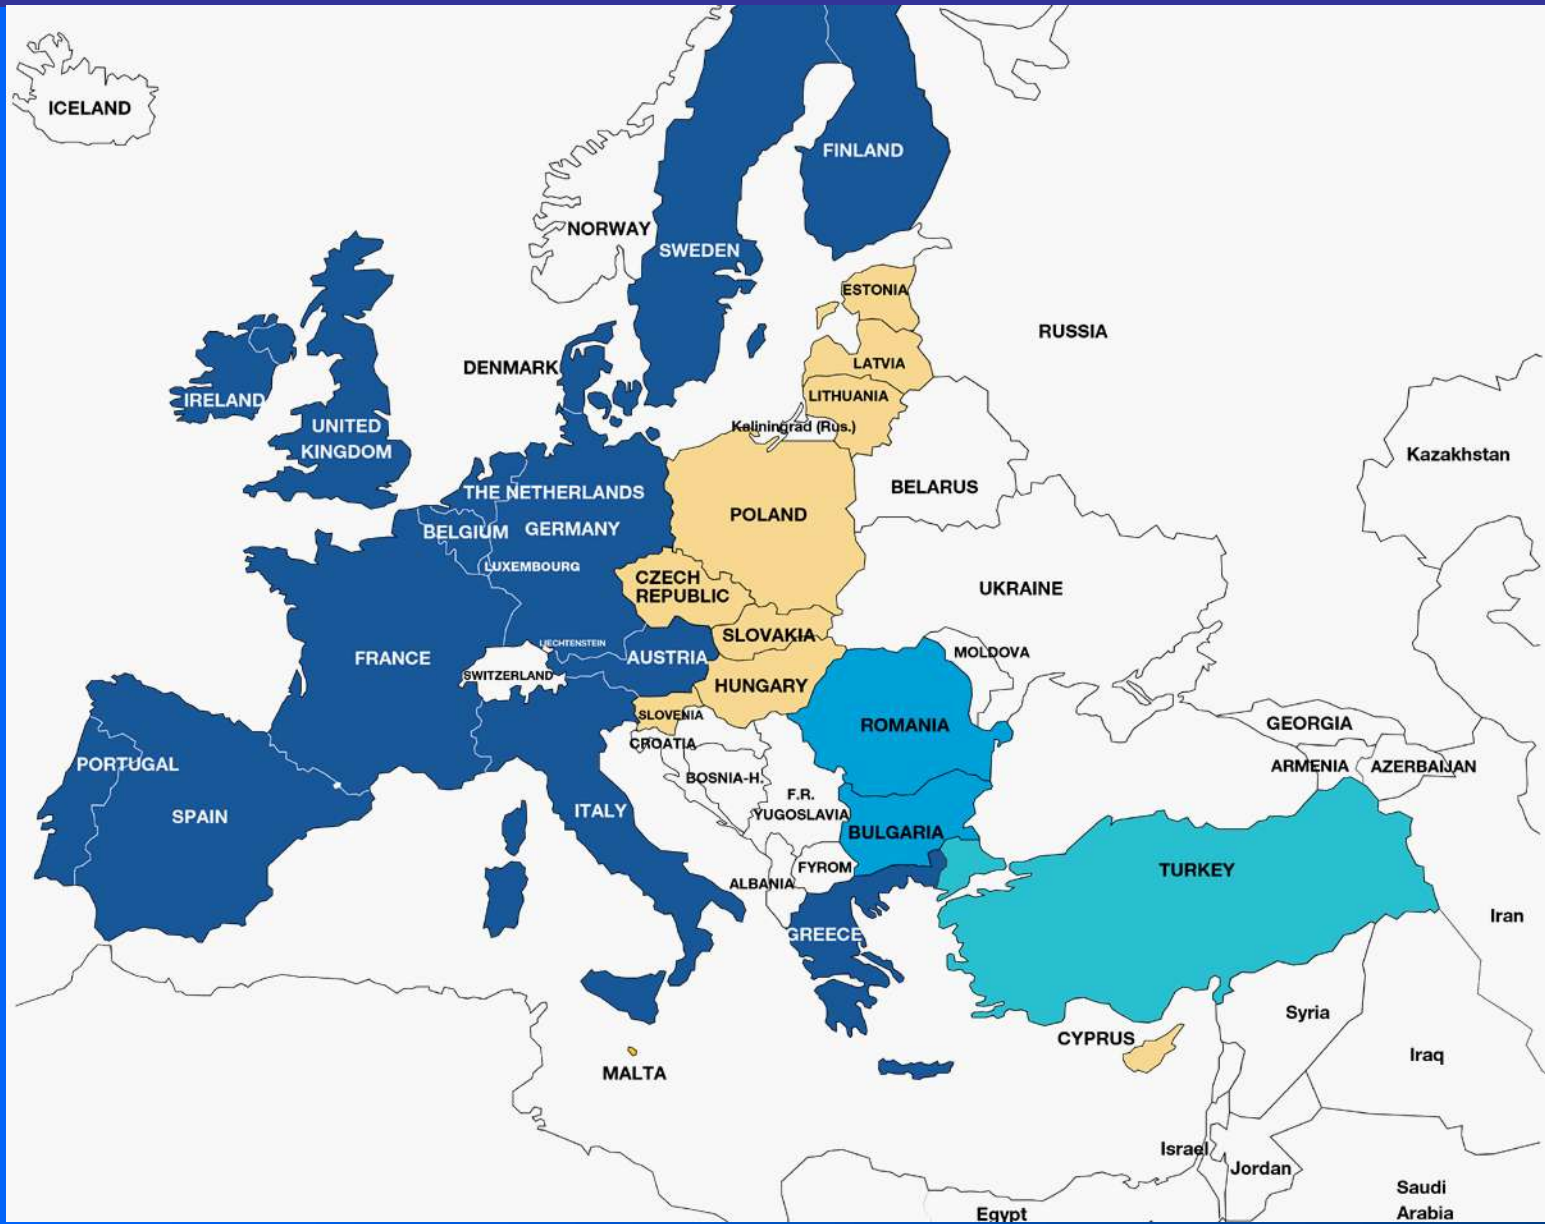 ICELAND
FINLAND
NORWAY
SWEDEN
ESTONIA
RUSSIA
DENMARK
LATVIA
IRELAND
LITHUANIA
UNITED
KINGDOM
Kaliningrad (Rus.)
Kazakhstan
THE NETHERLANDS
BELARUS
POLAND
BELGIUM
GERMANY
LUXEMBOURG
CZECH
REPUBLIC
UKRAINE
SLOVAKIA
LIECHTENSTEIN
FRANCE
AUSTRIA
MOLDOVA
SWITZERLAND
HUNGARY
SLOVENIA
ROMANIA
GEORGIA
CROATIA
PORTUGAL
BOSNIA-H.
ARMENIA
AZERBAIJAN
SPAIN
ITALY
F.R.
YUGOSLAVIA
BULGARIA
FYROM
TURKEY
ALBANIA
Iran
GREECE
Syria
CYPRUS
Iraq
MALTA
Israel
Jordan
Saudi
Arabia
Egypt